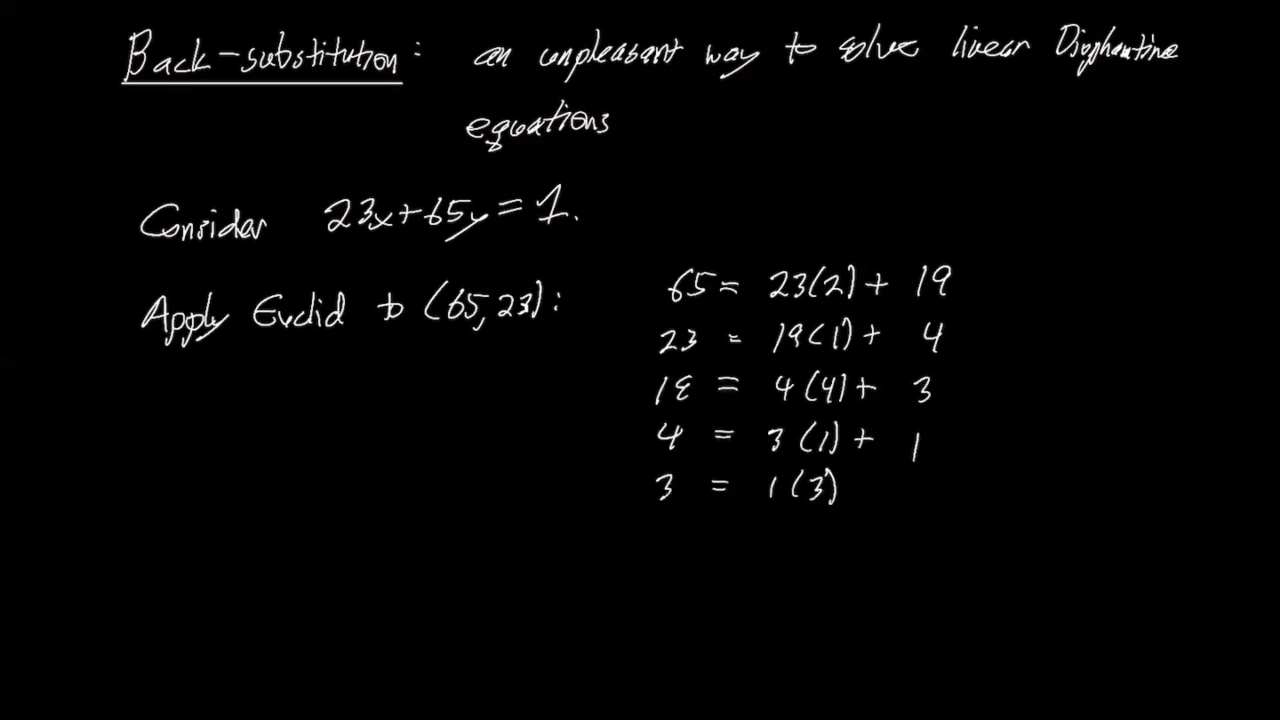 Back-substitution: an unpleasant way to solve linear Diophantine
equations
Consider 23x+65y=1.
Apply Euclid to (65,23):
65 = 23(2) + 19
23 = 19(1) + 4
19 = 4(4) + 3
4 = 3(1) + 1
3 = 1(3)